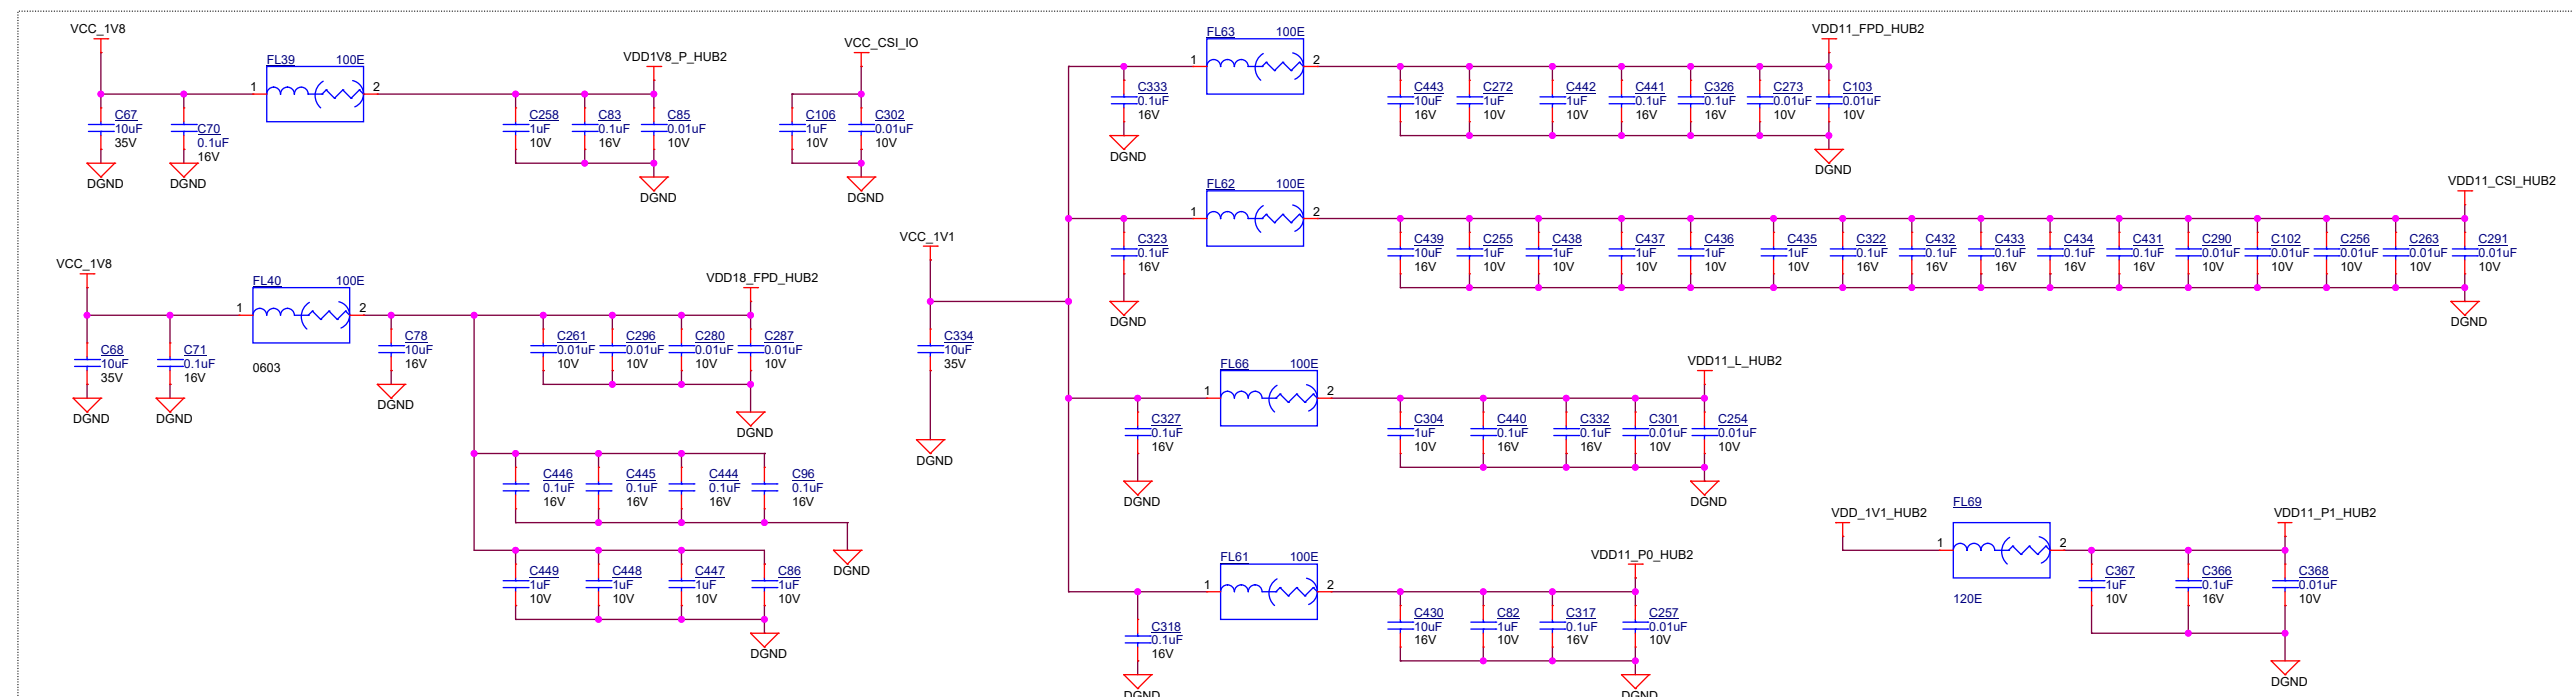 VCC_1V8
FL39 100E
1 2
VDD1V8_P_HUB2
C67
10uF
35V
DGND
C70
0.1uF
16V
DGND
C258
1uF
10V
C83
0.1uF
16V
C85
0.01uF
10V
DGND
VCC_CSI_IO
C106
1uF
10V
C302
0.01uF
10V
DGND
VCC_1V8
FL40 100E
1 2
0603
VDD18_FPD_HUB2
C68
10uF
35V
DGND
C71
0.1uF
16V
DGND
C78
10uF
16V
DGND
C261
0.01uF
10V
C296
0.01uF
10V
C280
0.01uF
10V
C287
0.01uF
10V
DGND
C446
0.1uF
16V
C445
0.1uF
16V
C444
0.1uF
16V
C96
0.1uF
16V
DGND
C449
1uF
10V
C448
1uF
10V
C447
1uF
10V
C86
1uF
10V
DGND
VCC_1V1
C334
10uF
35V
DGND
FL63 100E
1 2
VDD11_FPD_HUB2
C333
0.1uF
16V
DGND
C443
10uF
16V
C272
1uF
10V
C442
1uF
10V
C441
0.1uF
16V
C326
0.1uF
16V
C273
0.01uF
10V
C103
0.01uF
10V
DGND
FL62 100E
1 2
VDD11_CSI_HUB2
C323
0.1uF
16V
DGND
C439
10uF
16V
C255
1uF
10V
C438
1uF
10V
C437
1uF
10V
C436
1uF
10V
C435
1uF
10V
C322
0.1uF
16V
C432
0.1uF
16V
C433
0.1uF
16V
C434
0.1uF
16V
C431
0.1uF
16V
C290
0.01uF
10V
C102
0.01uF
10V
C256
0.01uF
10V
C263
0.01uF
10V
C291
0.01uF
10V
DGND
FL66 100E
1 2
VDD11_L_HUB2
C327
0.1uF
16V
DGND
C304
1uF
10V
C440
0.1uF
16V
C332
0.1uF
16V
C301
0.01uF
10V
C254
0.01uF
10V
DGND
FL61 100E
1 2
VDD11_P0_HUB2
C318
0.1uF
16V
DGND
C430
10uF
16V
C82
1uF
10V
C317
0.1uF
16V
C257
0.01uF
10V
DGND
VDD_1V1_HUB2
FL69
1 2
120E
VDD11_P1_HUB2
C367
1uF
10V
C366
0.1uF
16V
C368
0.01uF
10V
DGND